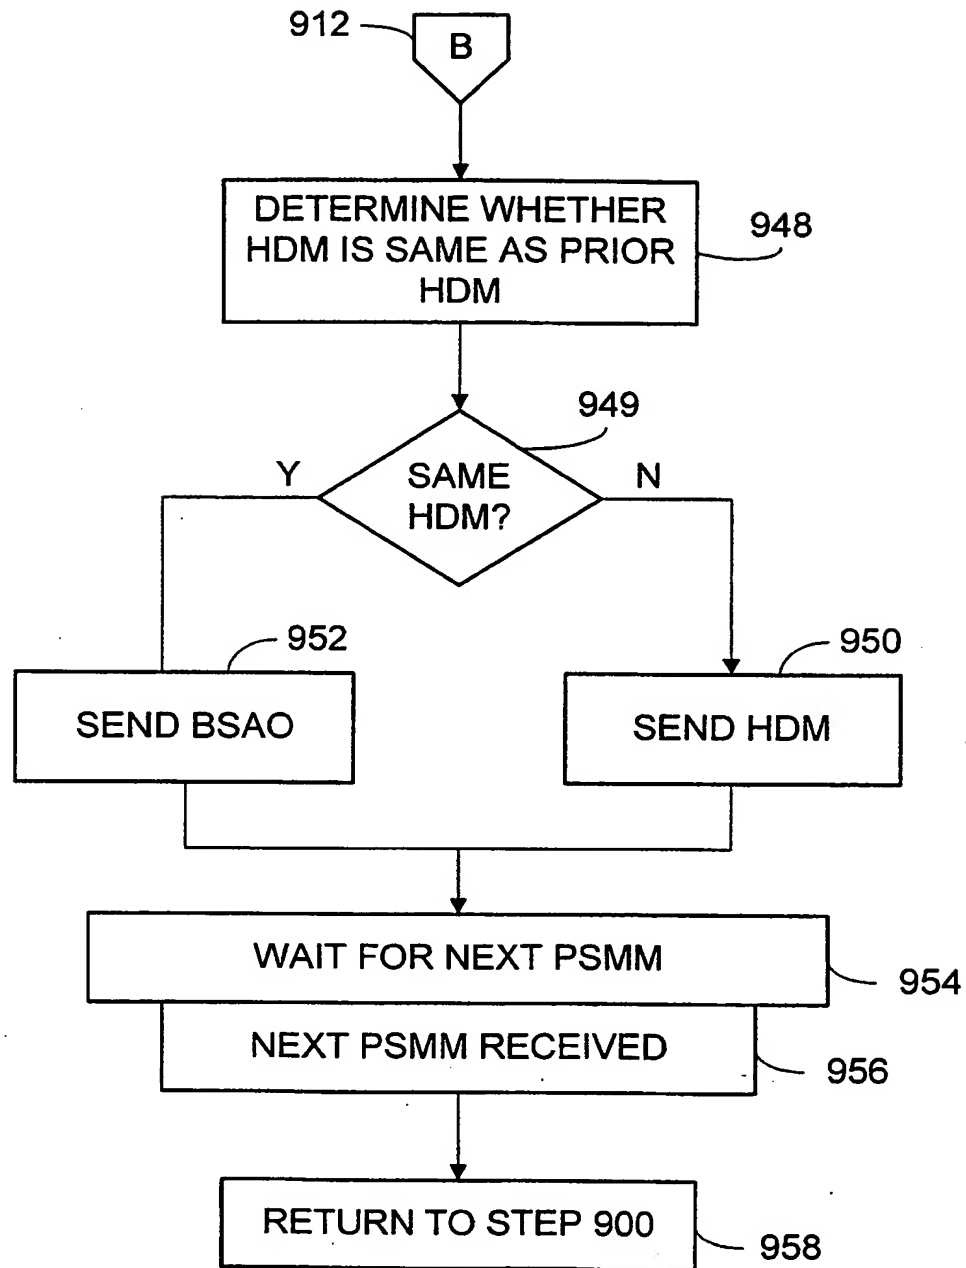 912
B
DETERMINE WHETHER
HDM IS SAME AS PRIOR
HDM
948
949
Y
SAME
HDM?
N
952
950
SEND BSAO
SEND HDM
WAIT FOR NEXT PSMM
954
NEXT PSMM RECEIVED
956
RETURN TO STEP 900
958